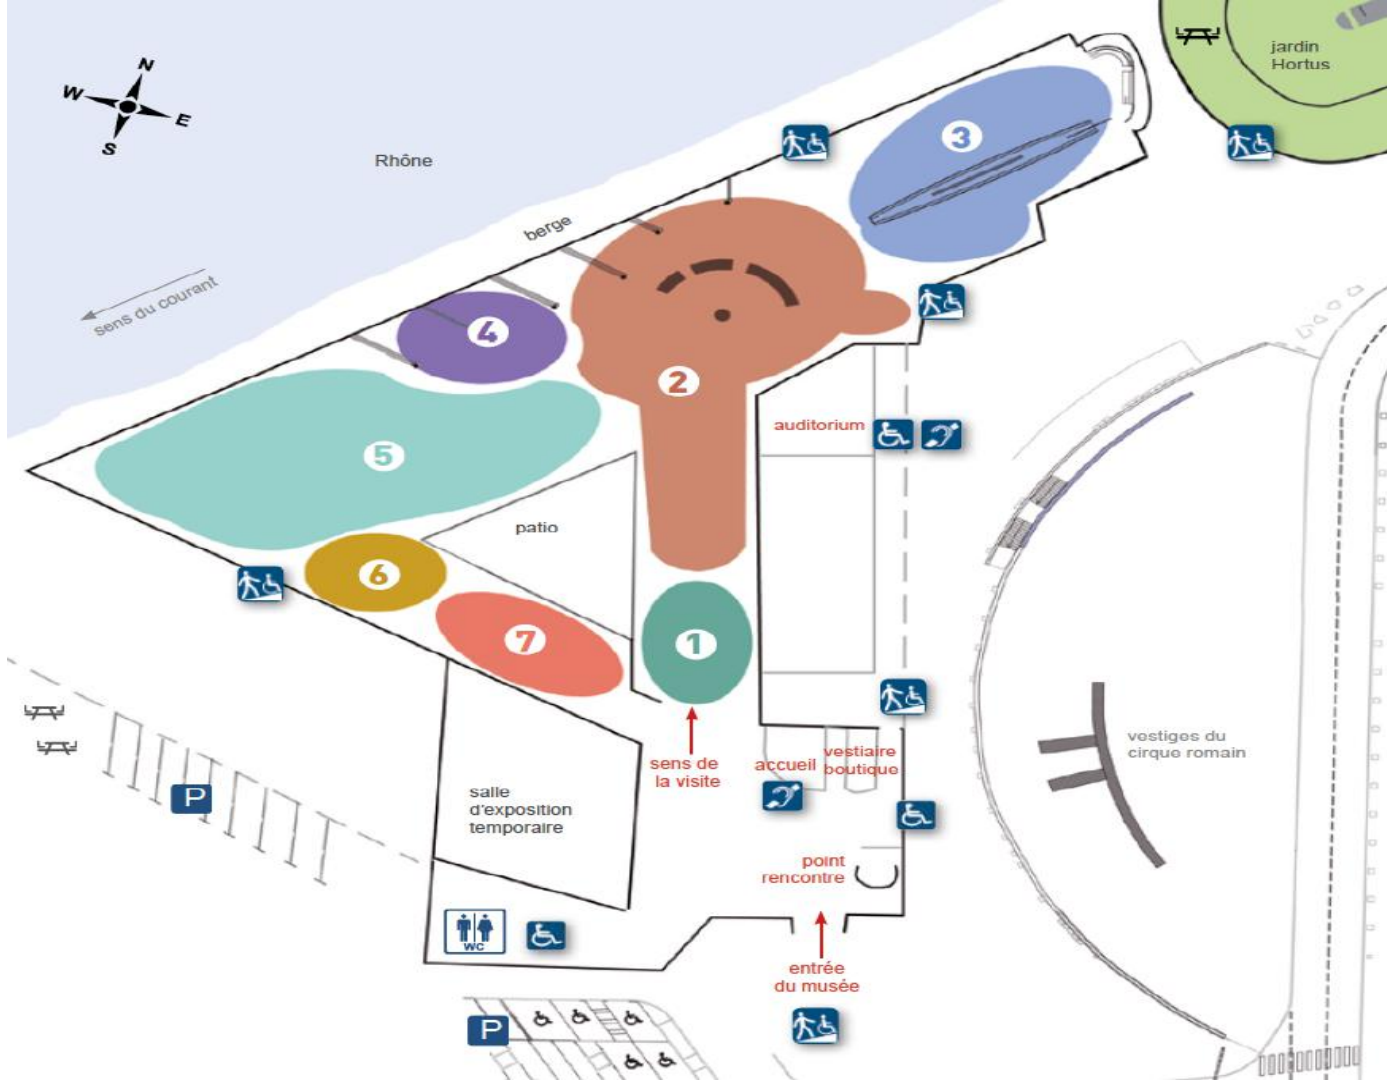 N
W
E
S
jardin
Hortus
3
Rhône
berge
sens du courant
4
2
auditorium
5
patio
6
7
1
sens de
la visite
accueil
vestiaire
boutique
vestiges du
cirque romain
P
salle
d'exposition
temporaire
point
rencontre
WC
entrée
du musée
P